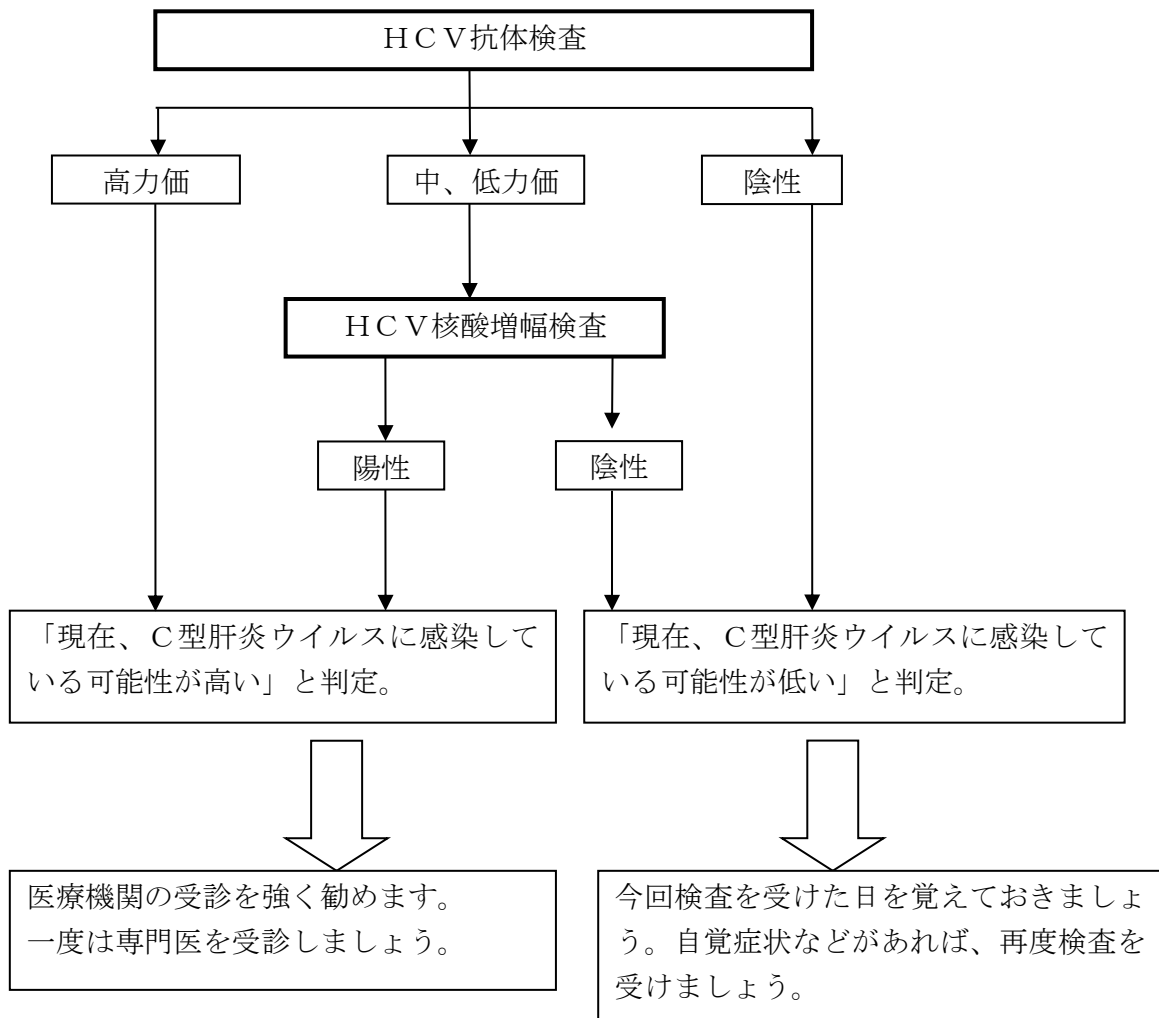 ＨＣＶ抗体検査
高力価
中、低力価
陰性
ＨＣＶ核酸増幅検査
陽性
陰性
「現在、Ｃ型肝炎ウイルスに感染して
いる可能性が高い」と判定。
「現在、Ｃ型肝炎ウイルスに感染して
いる可能性が低い」と判定。
医療機関の受診を強く勧めます。
一度は専門医を受診しましょう。
今回検査を受けた日を覚えておきましょ
う。自覚症状などがあれば、再度検査を
受けましょう。